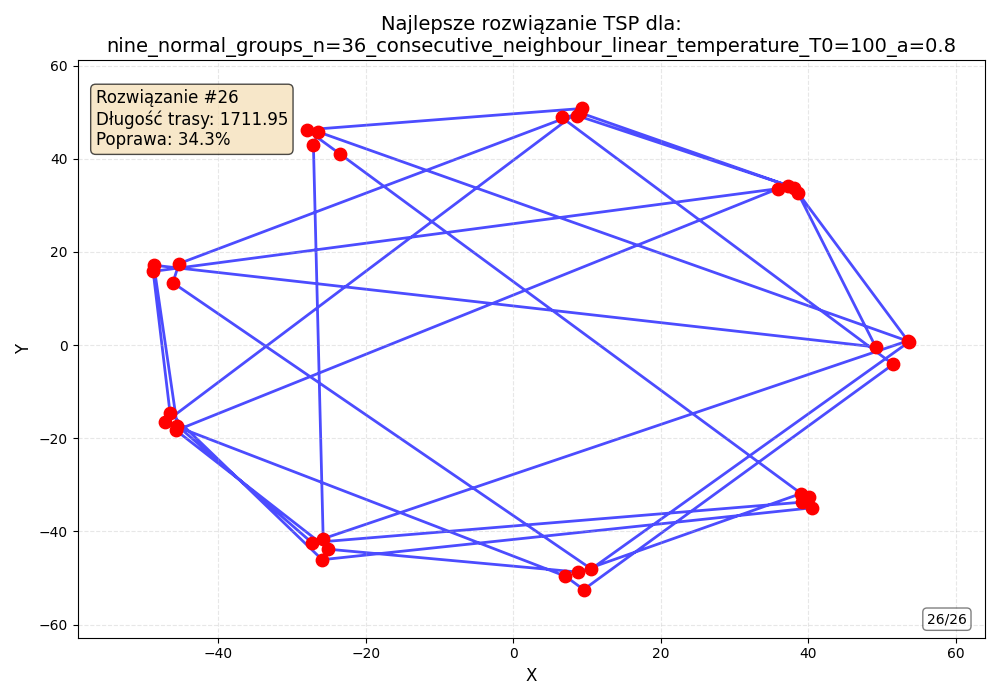 Najlepsze rozwiązanie TSP dla:
nine_normal_groups_n=36_consecutive_neighbour_linear_temperature_T0=100_a=0.8
Rozwiązanie #26
Długość trasy: 1711.95
Poprawa: 34.3%
60
40
20
0
−20
−40
−60
Y
26/26
−40
−20
0
20
40
60
X